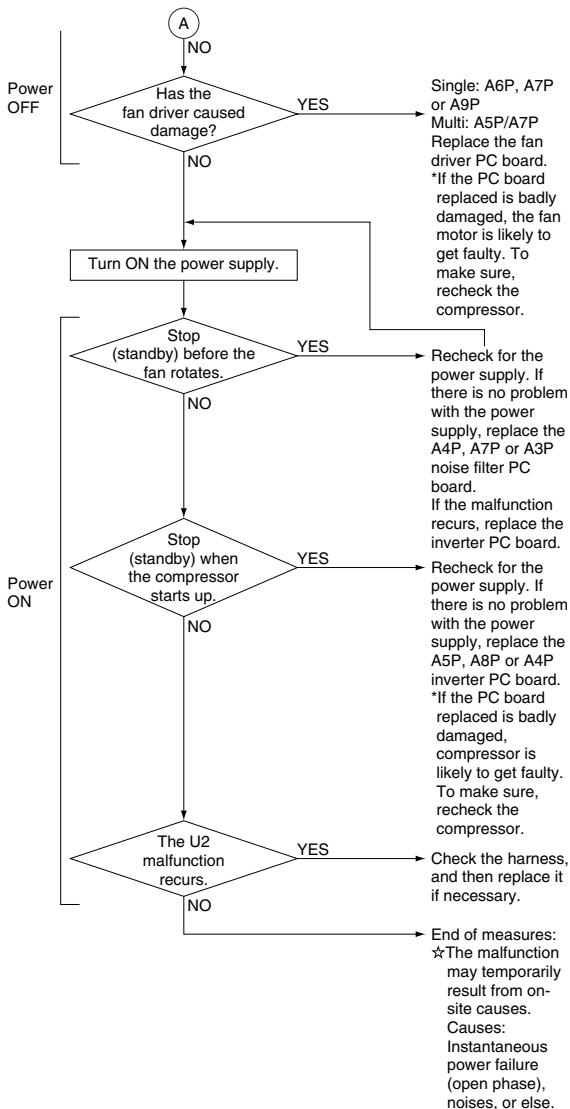 A
NO
Power
OFF
Has the
fan driver caused
damage?
YES
Single: A6P, A7P
or A9P
Multi: A5P/A7P
Replace the fan
driver PC board.
*If the PC board
replaced is badly
damaged, the fan
motor is likely to
get faulty. To
make sure,
recheck the
compressor.
NO
Turn ON the power supply.
Power
ON
Stop
(standby) before the
fan rotates.
YES
Recheck for the
power supply. If
there is no problem
with the power
supply, replace the
A4P, A7P or A3P
noise filter PC
board.
If the malfunction
recurs, replace the
inverter PC board.
NO
Stop
(standby) when
the compressor
starts up.
YES
Recheck for the
power supply. If
there is no problem
with the power
supply, replace the
A5P, A8P or A4P
inverter PC board.
*If the PC board
replaced is badly
damaged,
compressor is
likely to get faulty.
To make sure,
recheck the
compressor.
NO
The U2
malfunction
recurs.
YES
Check the harness,
and then replace it
if necessary.
NO
End of measures:
☆The malfunction
may temporarily
result from on-
site causes.
Causes:
Instantaneous
power failure
(open phase),
noises, or else.